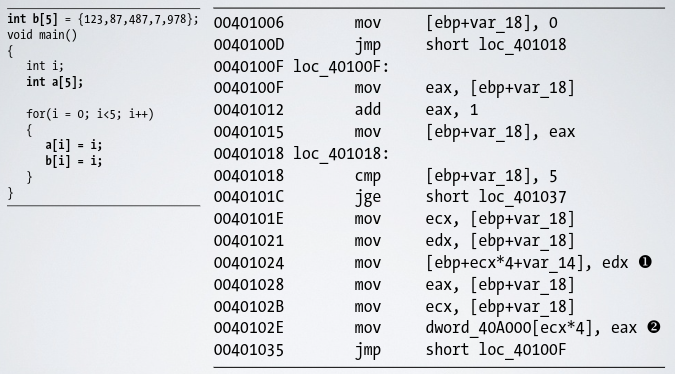 int b[5] = {123,87,487,7,978};
void main()
{
int i;
int a[5];
for(i = 0; i<5; i++)
{
a[i] = i;
b[i] = i;
}
}
00401006 mov [ebp+var_18], 0
0040100D jmp short loc_401018
0040100F loc_40100F:
0040100F mov eax, [ebp+var_18]
00401012 add eax, 1
00401015 mov [ebp+var_18], eax
00401018 loc_401018:
00401018 cmp [ebp+var_18], 5
0040101C jge short loc_401037
0040101E mov ecx, [ebp+var_18]
00401021 mov edx, [ebp+var_18]
00401024 mov [ebp+ecx*4+var_14], edx ❶
00401028 mov eax, [ebp+var_18]
0040102B mov ecx, [ebp+var_18]
0040102E mov dword_40A000[ecx*4], eax ❷
00401035 jmp short loc_40100F